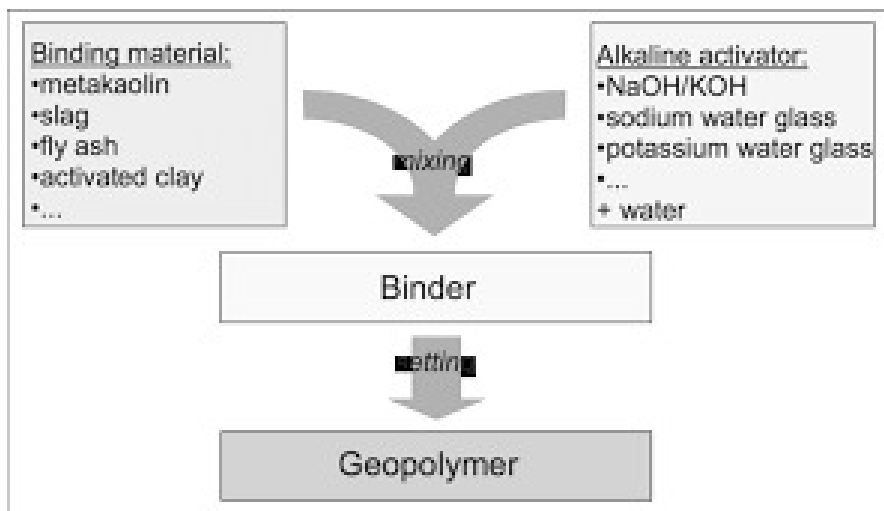 Binding material:
•metakaolin
•slag
•fly ash
•activated clay
•...
Alkaline activator:
•NaOH/KOH
•sodium water glass
•potassium water glass
•...
+ water
mixing
Binder
setting
Geopolymer